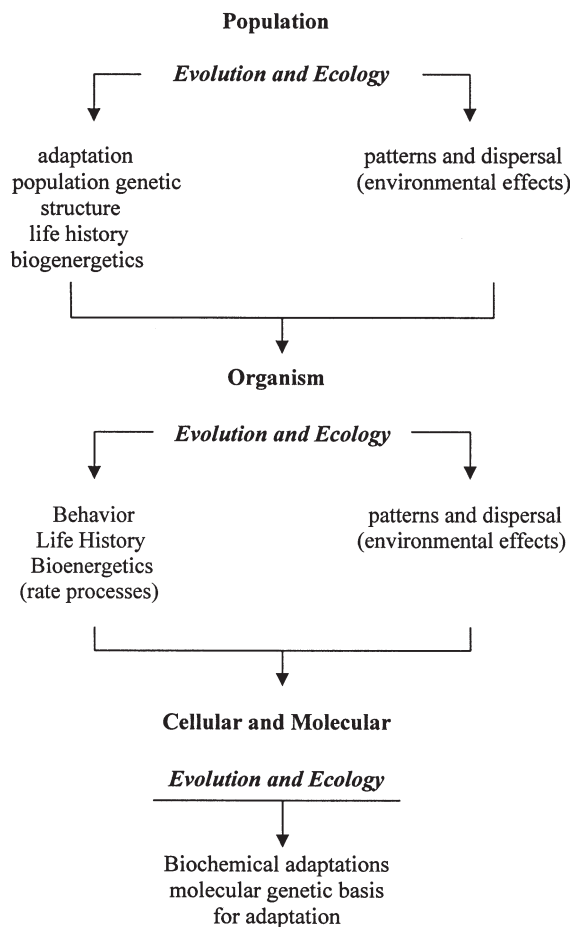 Population
Evolution and Ecology
adaptation
population genetic
structure
life history
biogenergetics
patterns and dispersal
(environmental effects)
Organism
Evolution and Ecology
Behavior
Life History
Bioenergetics
(rate processes)
patterns and dispersal
(environmental effects)
Cellular and Molecular
Evolution and Ecology
Biochemical adaptations
molecular genetic basis
for adaptation